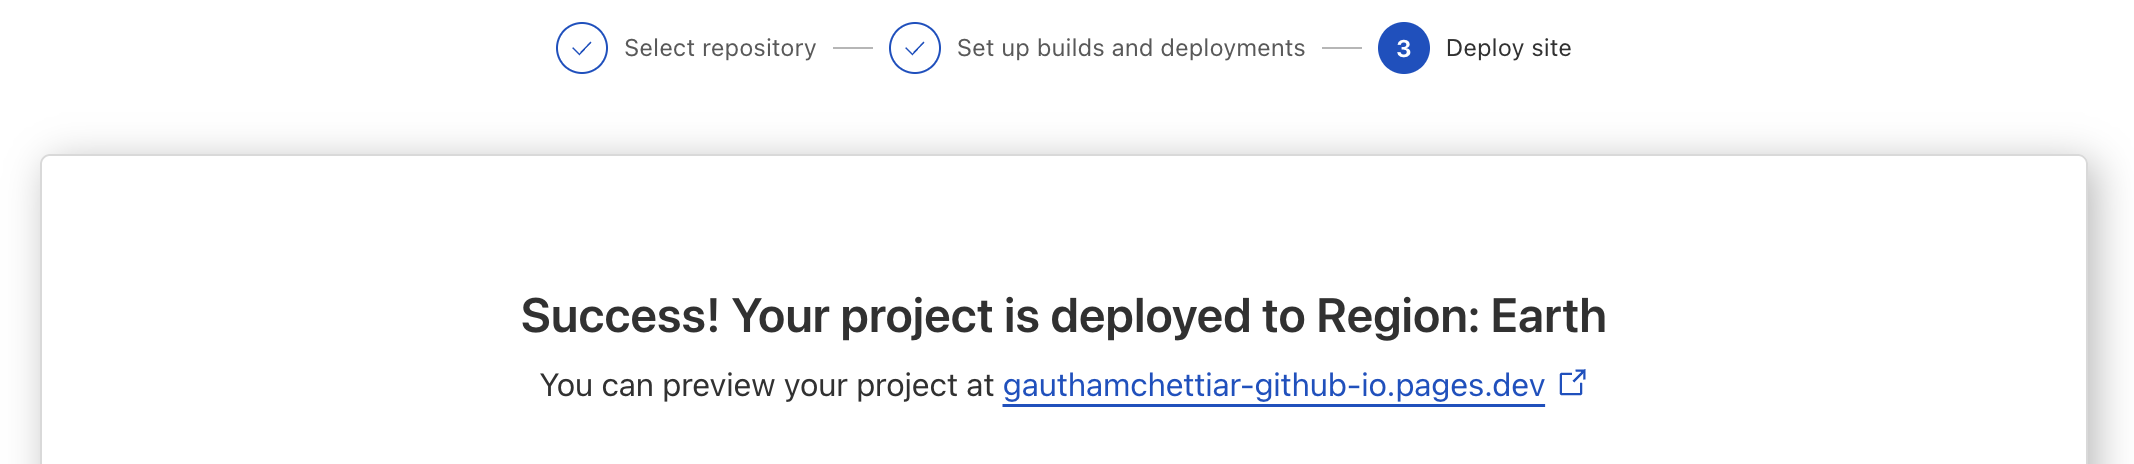 Select repository
Set up builds and deployments
3 Deploy site
Success! Your project is deployed to Region: Earth
You can preview your project at gauthamchettiar-github-io.pages.dev